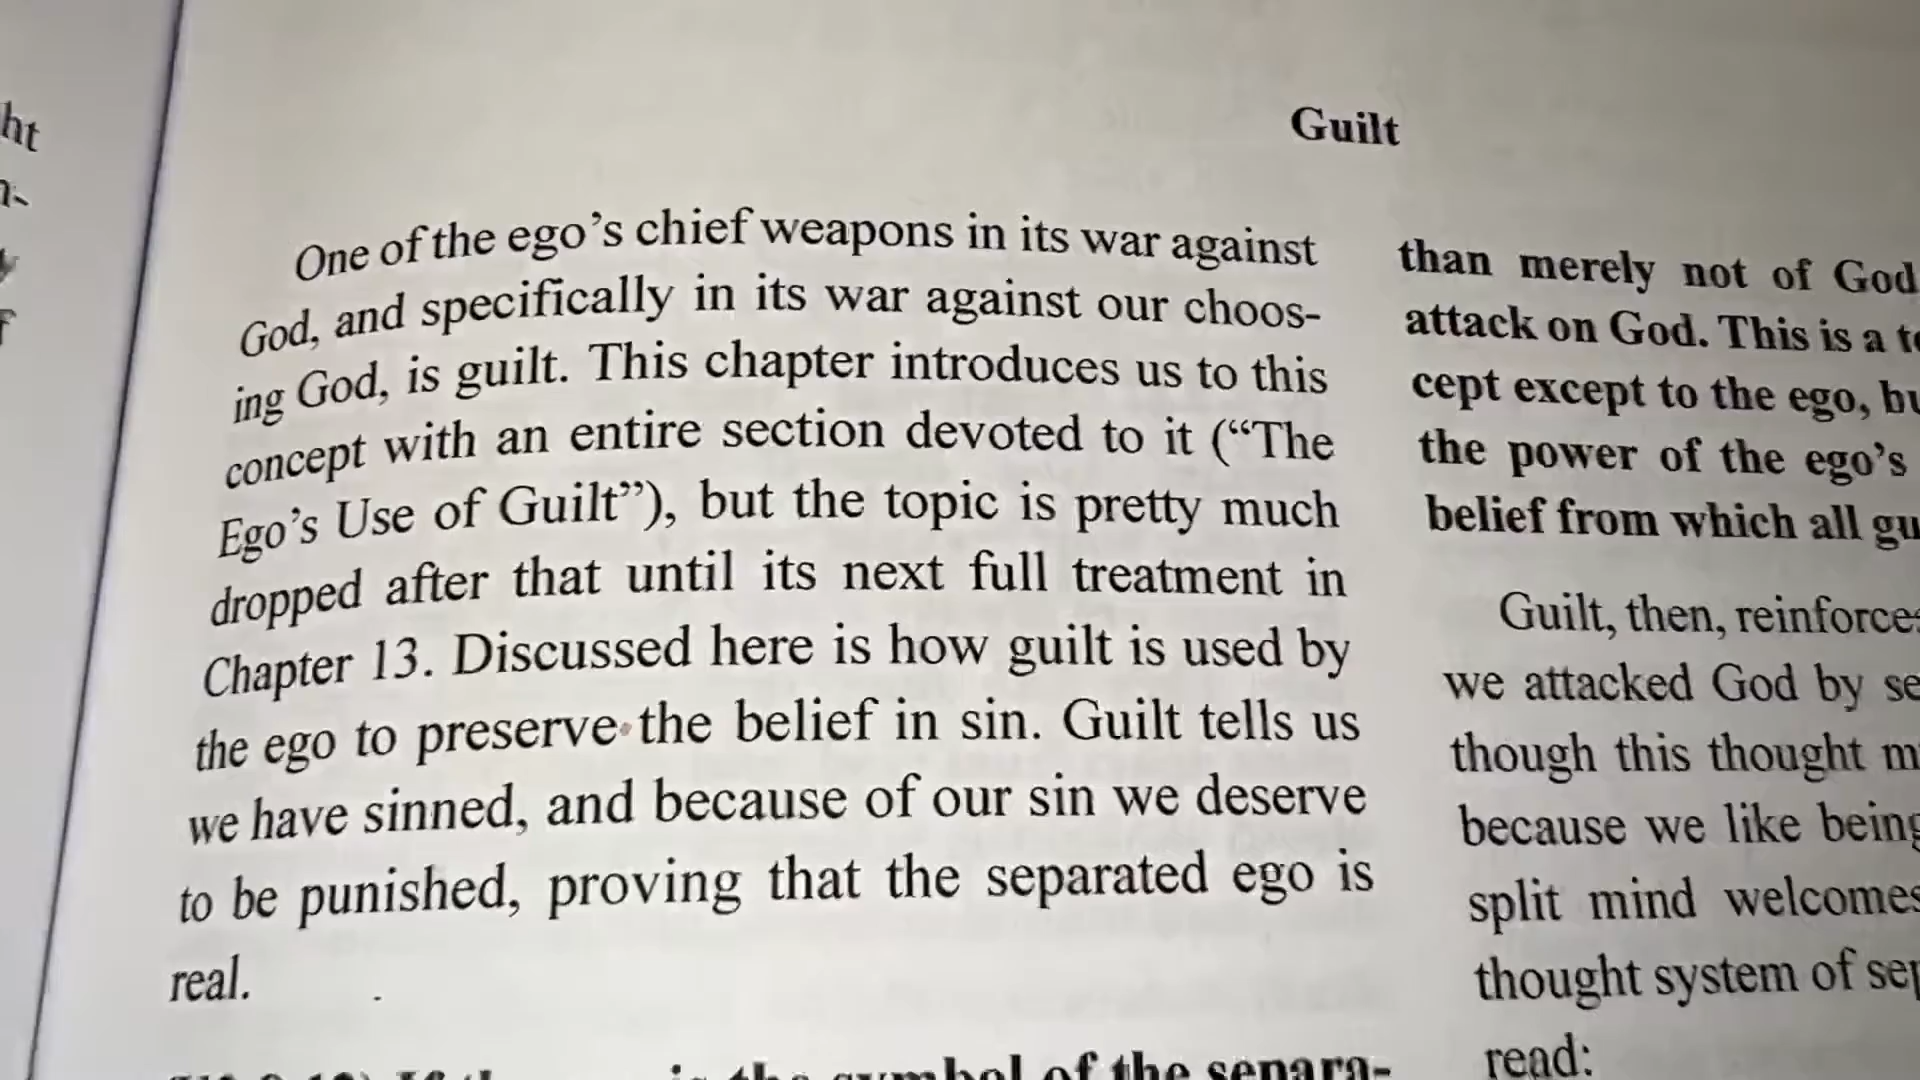 Guilt
One of the ego's chief weapons in its war against
God, and specifically in its war against our choos-
ing God, is guilt. This chapter introduces us to this
concept with an entire section devoted to it (“The
Ego's Use of Guilt”), but the topic is pretty much
dropped after that until its next full treatment in
Chapter 13. Discussed here is how guilt is used by
the ego to preserve the belief in sin. Guilt tells us
we have sinned, and because of our sin we deserve
to be punished, proving that the separated ego is
real.
is the symbol of the separa-
than merely not of God
attack on God. This is a
cept except to the ego,
the power of the ego's
belief from which all
Guilt, then,
we attacked God by
though this thought
because we like
split mind
thought system of
read: